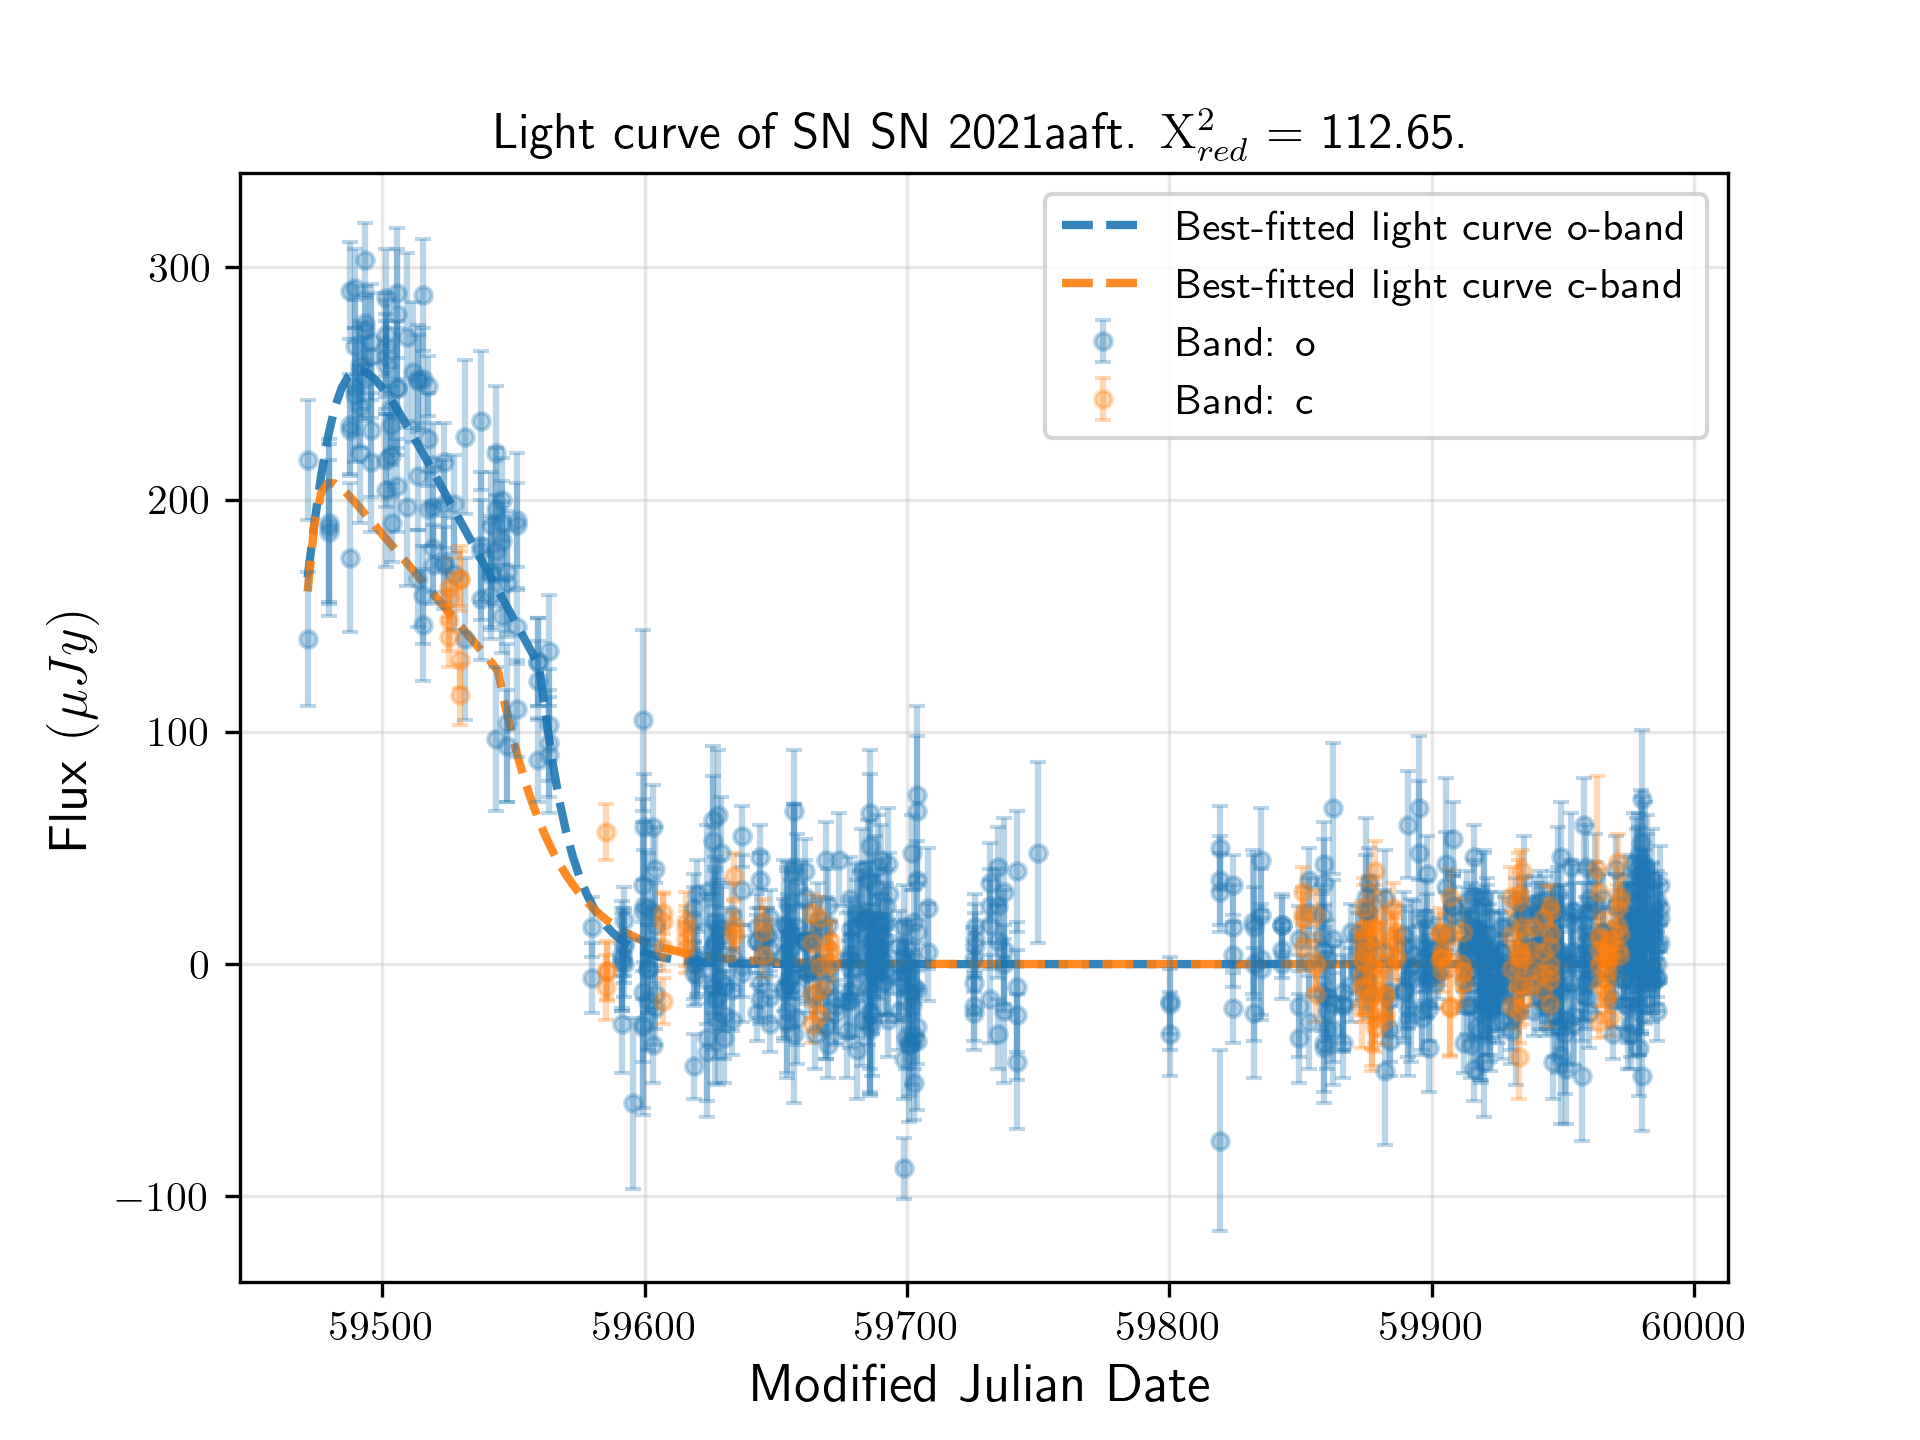 Light curve of SN SN 2021aaft. X²red = 112.65.
Best-fitted light curve o-band
Best-fitted light curve c-band
Band: o
Band: c
Flux (μJy)
300
200
100
0
−100
59500 59600 59700 59800 59900 60000
Modified Julian Date